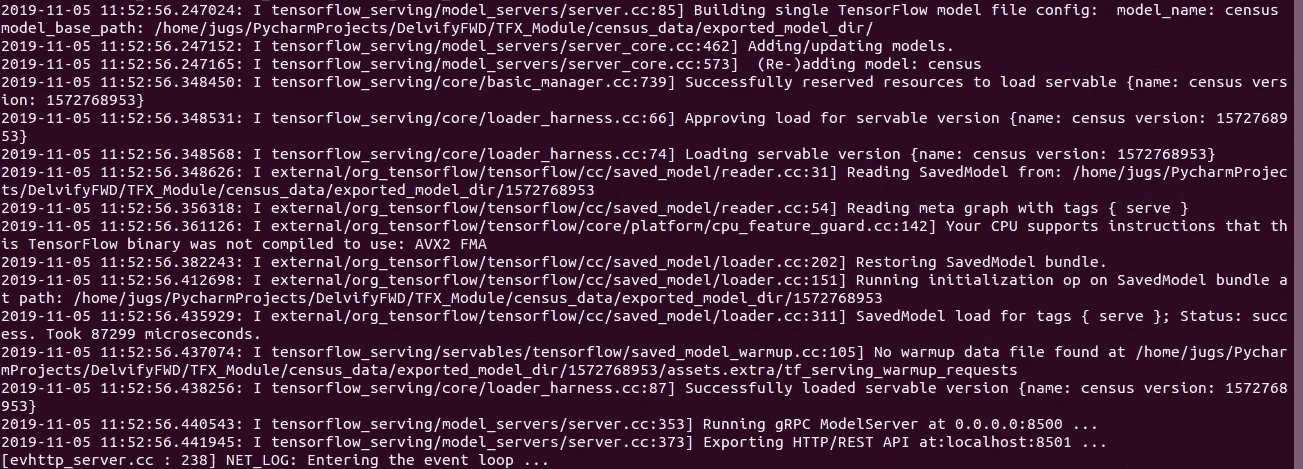 2019-11-05 11:52:56.247024: I tensorflow_serving/model_servers/server.cc:85] Building single TensorFlow model file config:  model_name: census
model_base_path: /home/jugs/PycharmProjects/DelvifyFWD/TFX_Module/census_data/exported_model_dir/
2019-11-05 11:52:56.247152: I tensorflow_serving/model_servers/server_core.cc:462] Adding/updating models.
2019-11-05 11:52:56.247165: I tensorflow_serving/model_servers/server_core.cc:573]  (Re-)adding model: census
2019-11-05 11:52:56.348450: I tensorflow_serving/core/basic_manager.cc:739] Successfully reserved resources to load servable {name: census vers
ion: 1572768953}
2019-11-05 11:52:56.348531: I tensorflow_serving/core/loader_harness.cc:66] Approving load for servable version {name: census version: 15727689
53}
2019-11-05 11:52:56.348568: I tensorflow_serving/core/loader_harness.cc:74] Loading servable version {name: census version: 1572768953}
2019-11-05 11:52:56.348626: I external/org_tensorflow/tensorflow/cc/saved_model/reader.cc:31] Reading SavedModel from: /home/jugs/PycharmProjec
ts/DelvifyFWD/TFX_Module/census_data/exported_model_dir/1572768953
2019-11-05 11:52:56.356318: I external/org_tensorflow/tensorflow/cc/saved_model/reader.cc:54] Reading meta graph with tags { serve }
2019-11-05 11:52:56.361126: I external/org_tensorflow/tensorflow/core/platform/cpu_feature_guard.cc:142] Your CPU supports instructions that th
is TensorFlow binary was not compiled to use: AVX2 FMA
2019-11-05 11:52:56.382243: I external/org_tensorflow/tensorflow/cc/saved_model/loader.cc:202] Restoring SavedModel bundle.
2019-11-05 11:52:56.412698: I external/org_tensorflow/tensorflow/cc/saved_model/loader.cc:151] Running initialization op on SavedModel bundle a
t path: /home/jugs/PycharmProjects/DelvifyFWD/TFX_Module/census_data/exported_model_dir/1572768953
2019-11-05 11:52:56.435929: I external/org_tensorflow/tensorflow/cc/saved_model/loader.cc:311] SavedModel load for tags { serve }; Status: succ
ess. Took 87299 microseconds.
2019-11-05 11:52:56.437074: I tensorflow_serving/servables/tensorflow/saved_model_warmup.cc:105] No warmup data file found at /home/jugs/Pychar
mProjects/DelvifyFWD/TFX_Module/census_data/exported_model_dir/1572768953/assets.extra/tf_serving_warmup_requests
2019-11-05 11:52:56.438256: I tensorflow_serving/core/loader_harness.cc:87] Successfully loaded servable version {name: census version: 1572768
953}
2019-11-05 11:52:56.440543: I tensorflow_serving/model_servers/server.cc:353] Running gRPC ModelServer at 0.0.0.0:8500 ...
2019-11-05 11:52:56.441945: I tensorflow_serving/model_servers/server.cc:373] Exporting HTTP/REST API at:localhost:8501 ...
[evhttp_server.cc : 238] NET_LOG: Entering the event loop ...